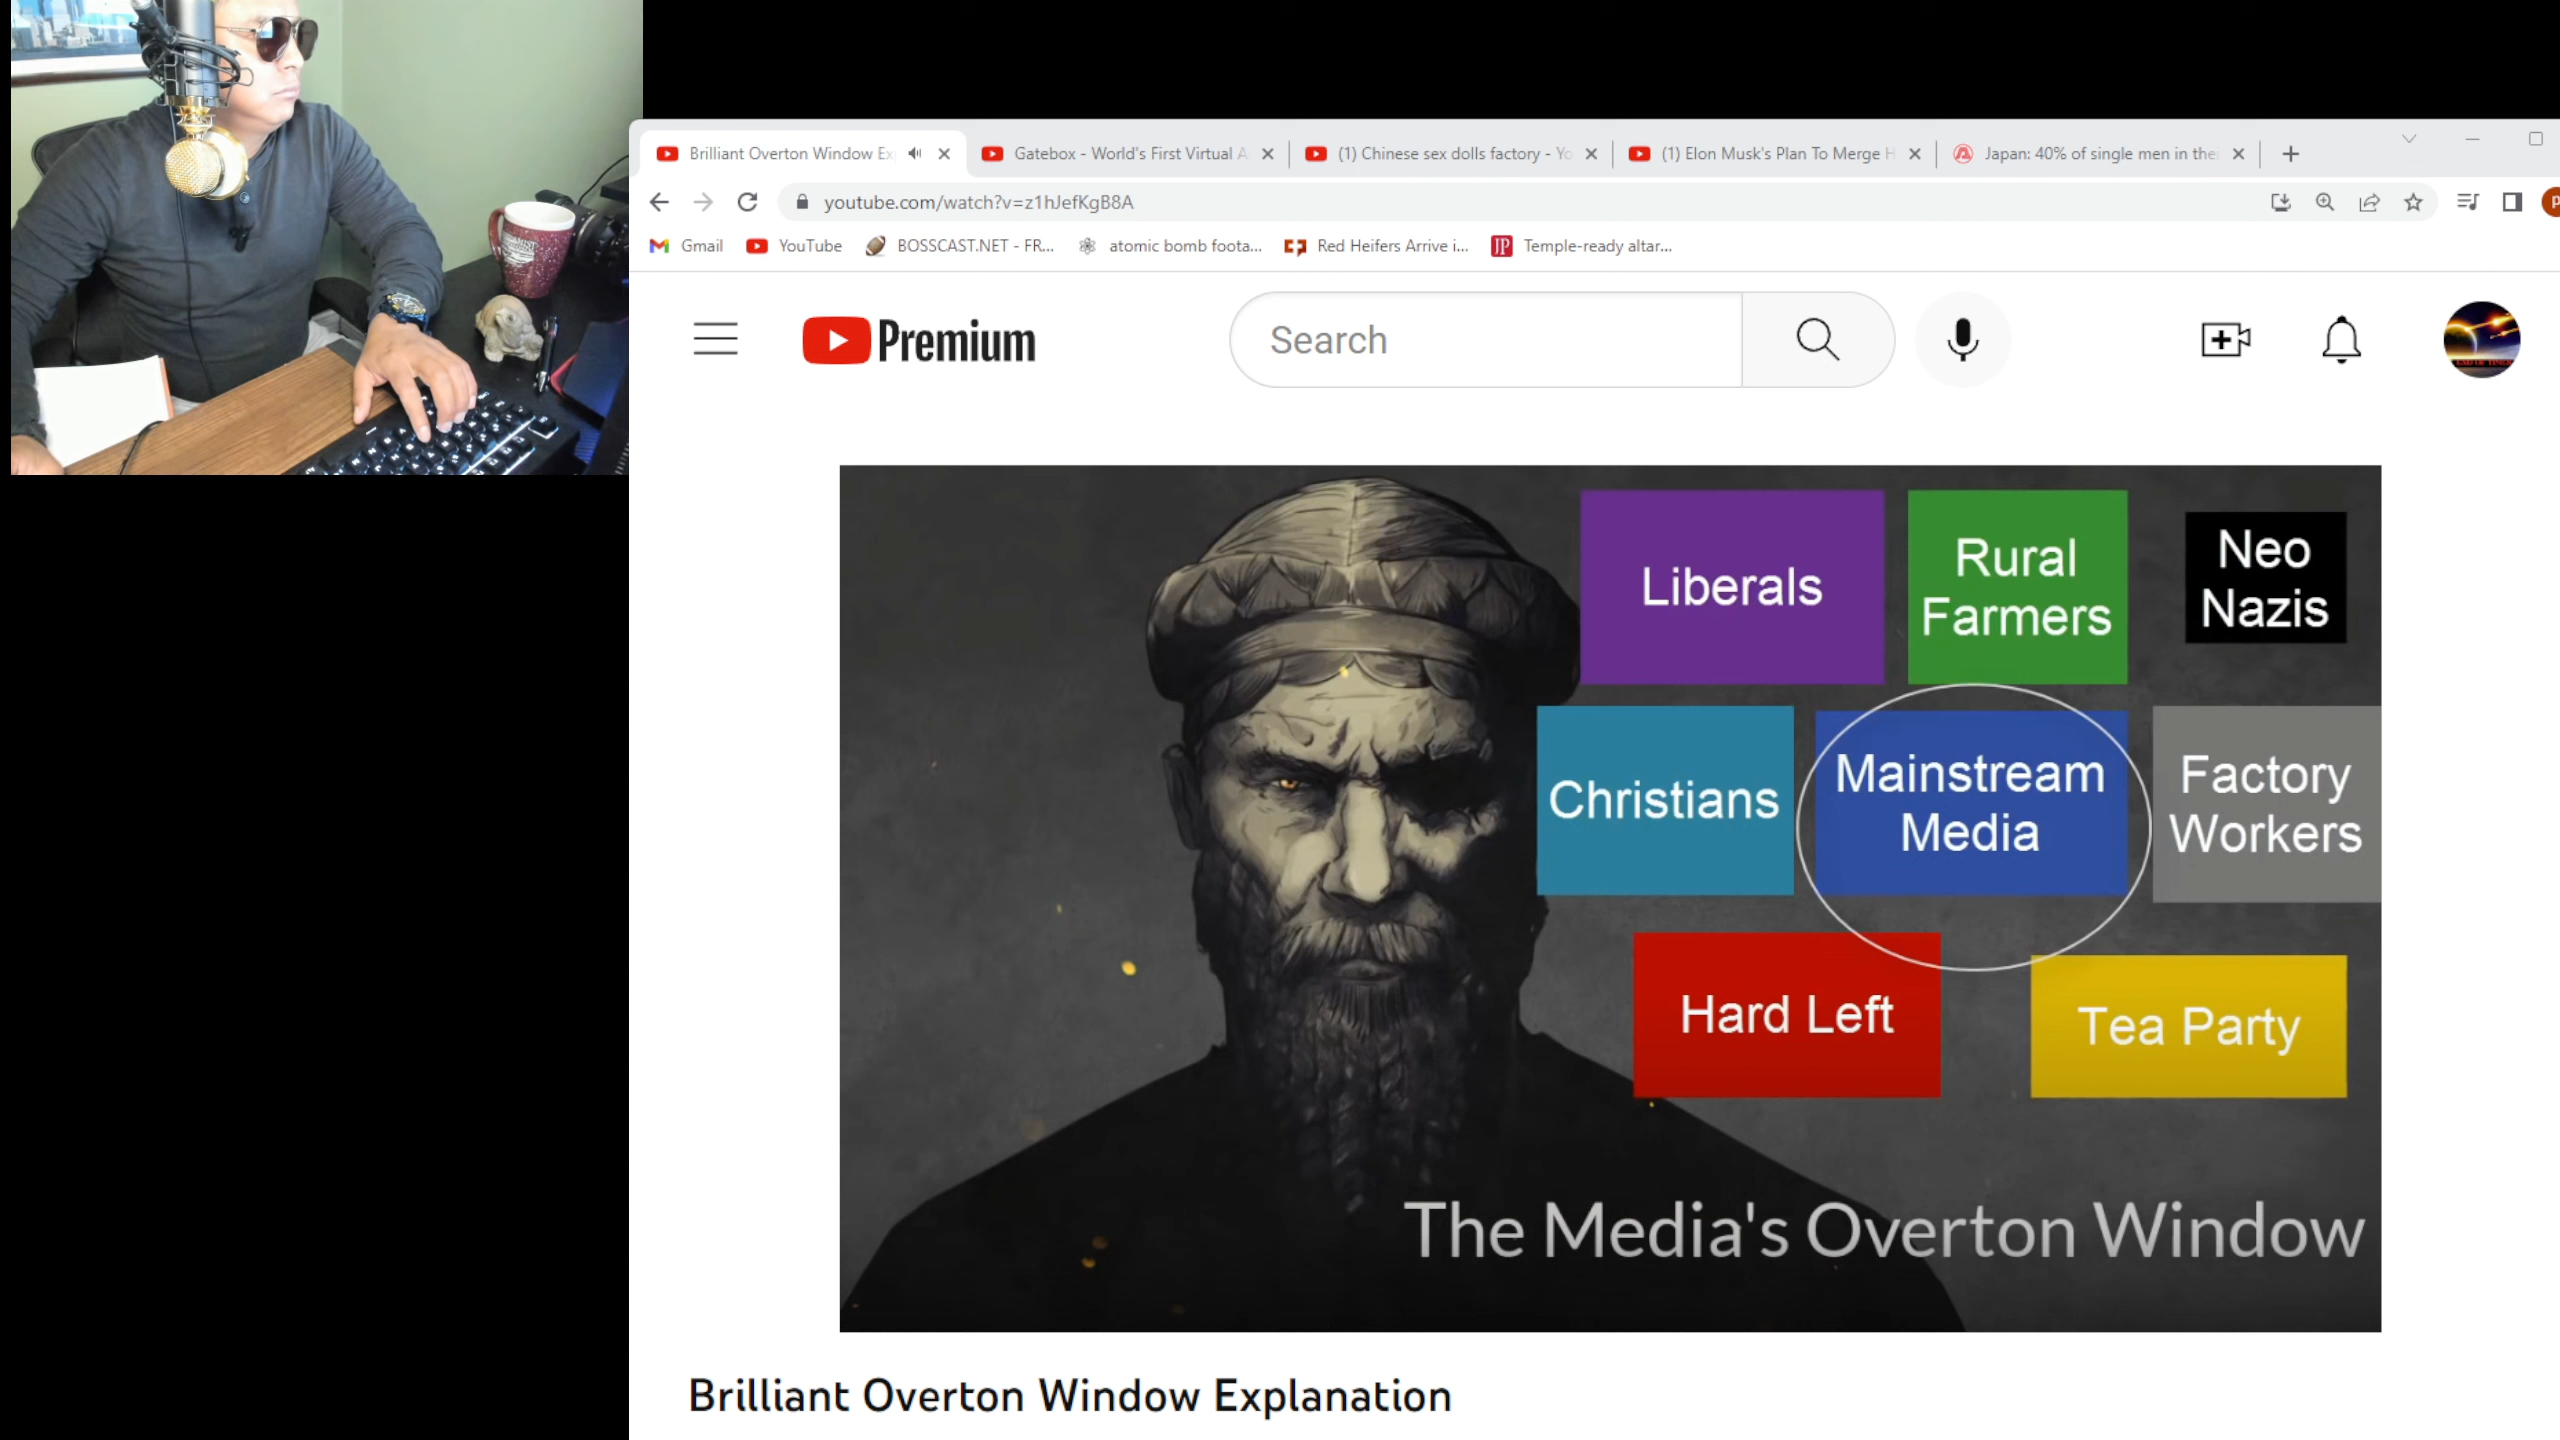 Brilliant Overton Window Ex
Gatebox - World's First Virtual A
(1) Chinese sex dolls factory - Yo
(1) Elon Musk's Plan To Merge H
Japan: 40% of single men in the
youtube.com/watch?v=z1hJefKgB8A
P
Gmail
YouTube
BOSSCAST.NET - FR...
atomic bomb foota...
Red Heifers Arrive i...
JP
Temple-ready altar...
Premium
Search
Liberals
Rural
Farmers
Neo
Nazis
Christians
Mainstream
Media
Factory
Workers
Hard Left
Tea Party
The Media's Overton Window
Brilliant Overton Window Explanation